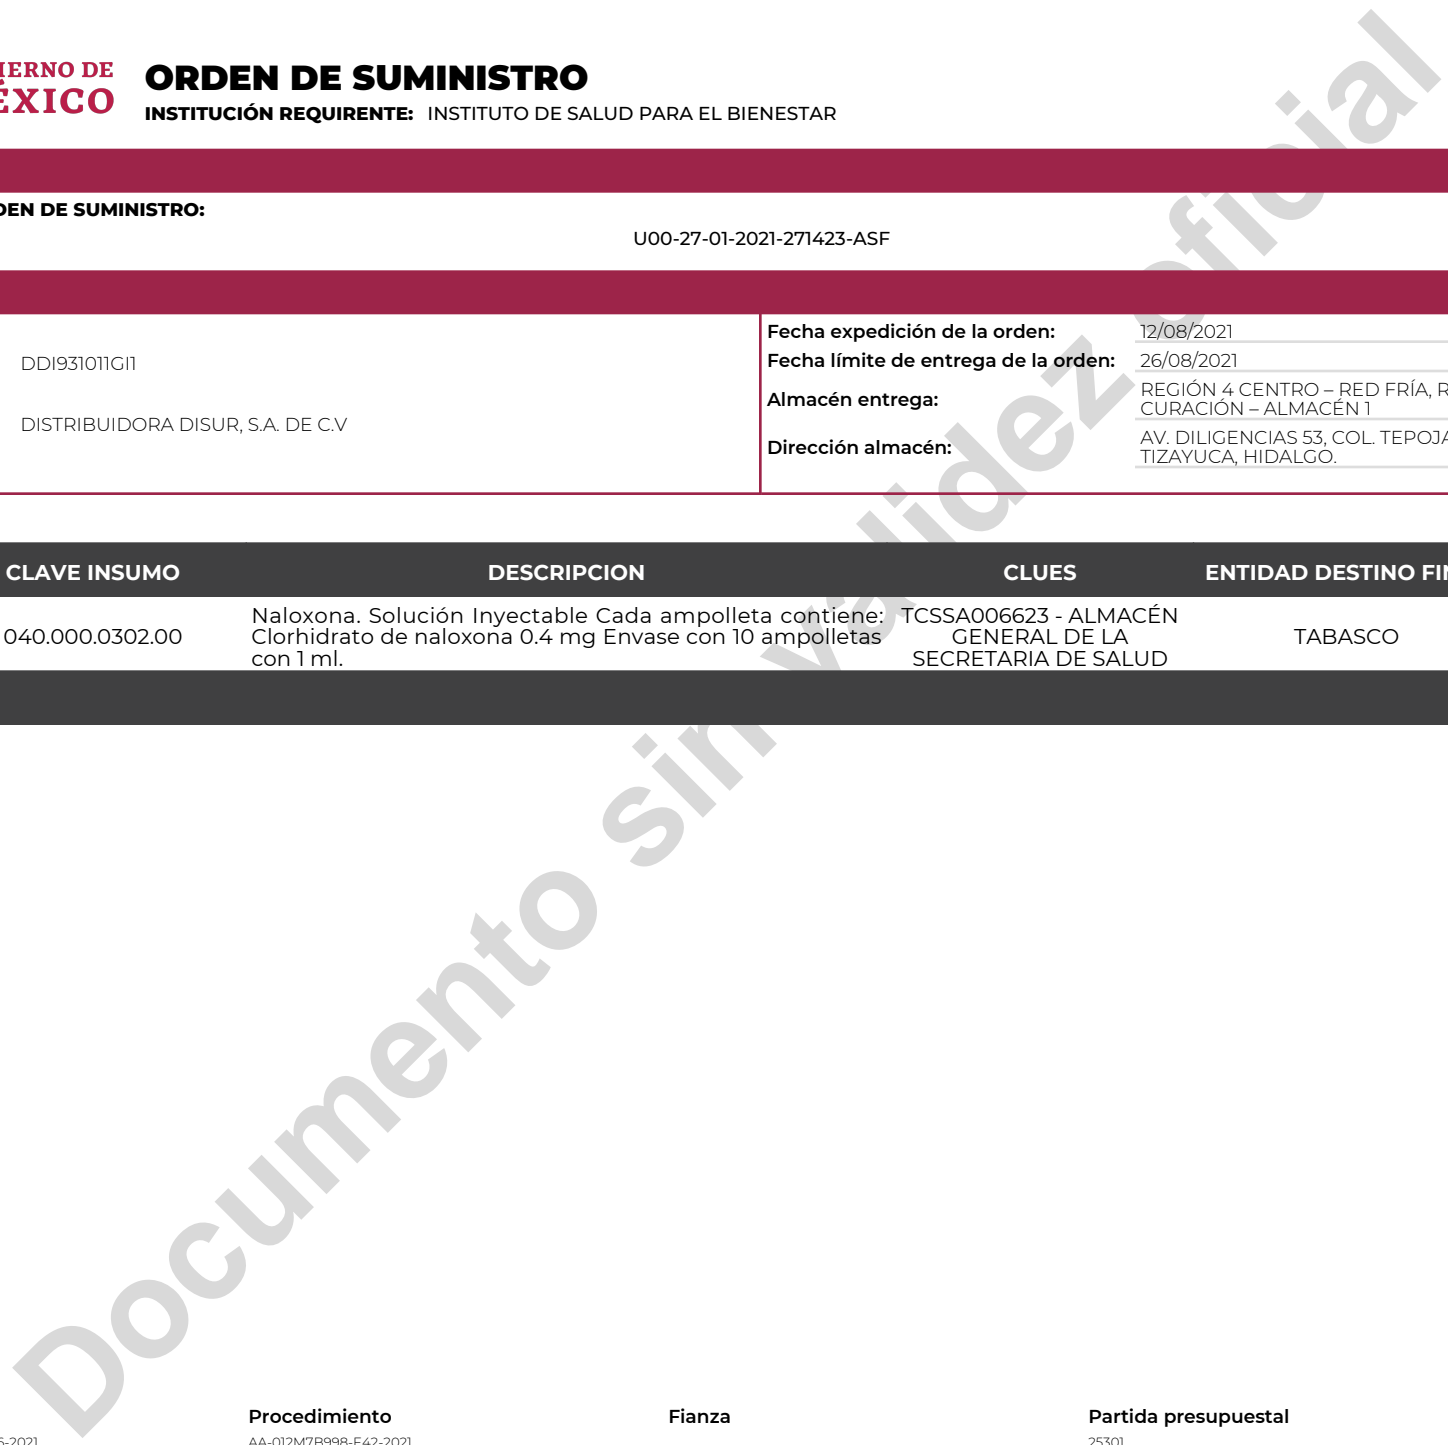 ORDEN DE SUMINISTRO
INSTITUCIÓN REQUIRENTE: INSTITUTO DE SALUD PARA EL BIENESTAR
DE
ÉXICO
DE SUMINISTRO:
U00-27-01-2021-271423-ASF
DDI931011GI1
DISTRIBUIDORA DISUR, S.A. DE C.V
Fecha expedición de la orden: 12/08/2021
Fecha límite de entrega de la orden: 26/08/2021
Almacén entrega: REGIÓN 4 CENTRO – RED FRÍA,
CURACIÓN – ALMACÉN 1
Dirección almacén: AV. DILIGENCIAS 53, COL.
TIZAYUCA, HIDALGO.
CLAVE INSUMO DESCRIPCION CLUES ENTIDAD DESTINO
040.000.0302.00
Naloxona. Solución Inyectable Cada ampolleta contiene:
Clorhidrato de naloxona 0.4 mg Envase con 10 ampolletas
con 1 ml.
TCSSA006623 - ALMACÉN
GENERAL DE LA
SECRETARIA DE SALUD
TABASCO
Documento sin validez oficial
Procedimiento Fianza Partida presupuestal
AA-012M7B998-E42-2021 25301